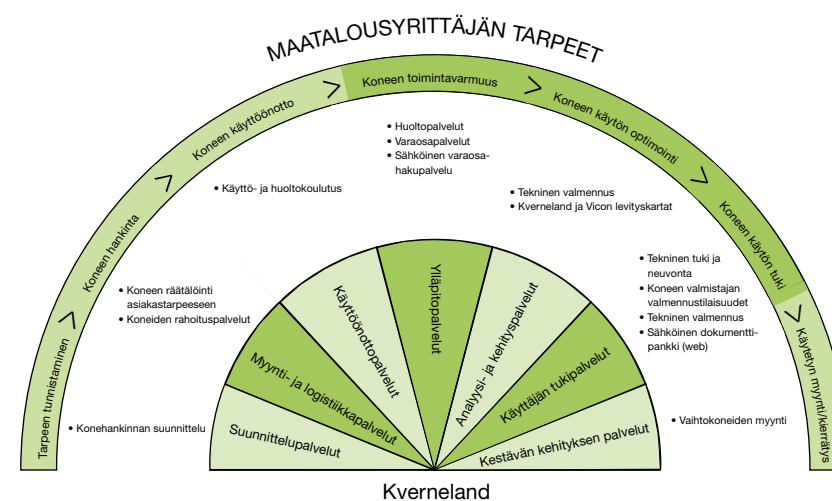 MAATALOUSYRITTÄJÄN TARPEET
Tarpeen tunnistaminen
Koneen hankinta
Koneen käyttöönotto
Koneen toimintavarmuus
Koneen käytön optimointi
Koneen käytön tuki
Käytetyn myynti/kierrätys
• Konehankinnan suunnittelu
• Koneen räätälöinti
asiakastarpeeseen
• Koneiden rahoituspalvelut
• Käyttö- ja huoltokoulutus
• Huoltopalvelut
• Varaosapalvelut
• Sähköinen varaosa-
hakupalvelu
• Tekninen valmennus
• Kverneland ja Vicon levityskartat
• Tekninen tuki ja
neuvonta
• Koneen valmistajan
valmennustilaisuudet
• Tekninen valmennus
• Sähköinen dokumentti-
pankki (web)
• Vaihtokoneiden myynti
Suunnittelupalvelut
Myynti- ja logistiikkapalvelut
Käyttöönottopalvelut
Ylläpitopalvelut
Analyysi- ja kehityspalvelut
Käyttäjän tukipalvelut
Kestävän kehityksen palvelut
Kverneland